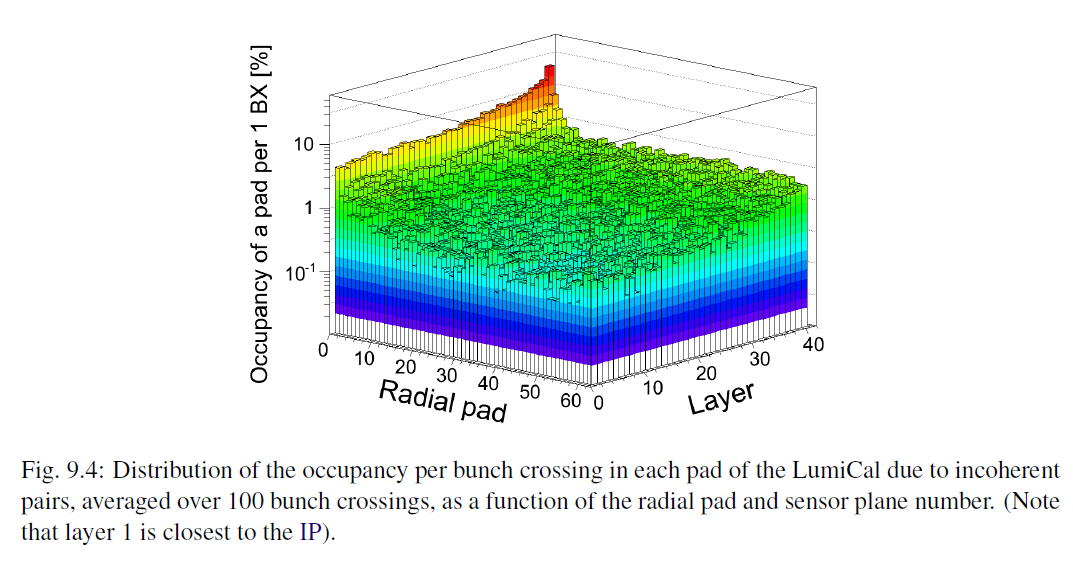 Occupancy of a pad per 1 BX [%]
10
1
10-1
0
10
20
30
40
50
60
Radial pad
0
10
20
30
40
Layer
Fig. 9.4: Distribution of the occupancy per bunch crossing in each pad of the LumiCal due to incoherent
pairs, averaged over 100 bunch crossings, as a function of the radial pad and sensor plane number. (Note
that layer 1 is closest to the IP).